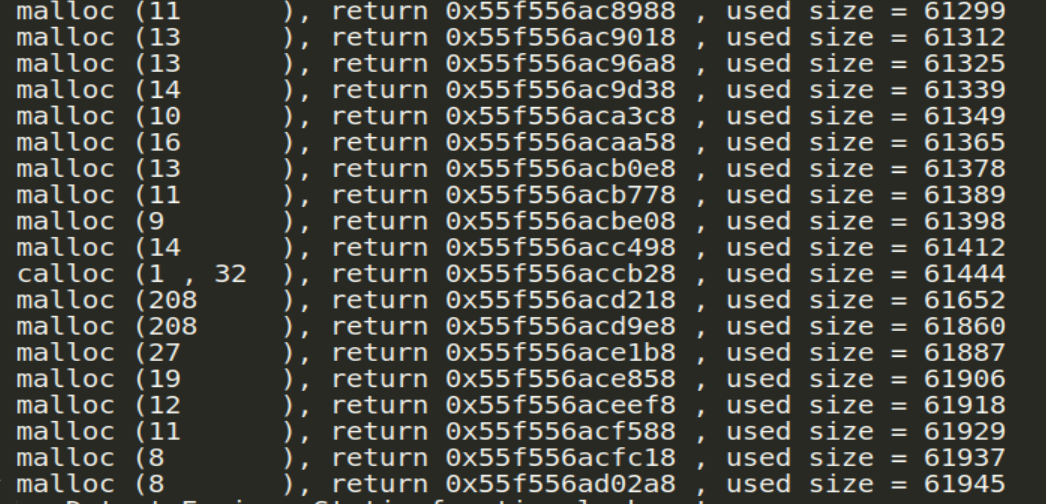 malloc (11       ), return 0x55f556ac8988 , used size = 61299
malloc (13       ), return 0x55f556ac9018 , used size = 61312
malloc (13       ), return 0x55f556ac96a8 , used size = 61325
malloc (14       ), return 0x55f556ac9d38 , used size = 61339
malloc (10       ), return 0x55f556aca3c8 , used size = 61349
malloc (16       ), return 0x55f556acaa58 , used size = 61365
malloc (13       ), return 0x55f556acb0e8 , used size = 61378
malloc (11       ), return 0x55f556acb778 , used size = 61389
malloc (9        ), return 0x55f556acbe08 , used size = 61398
malloc (14       ), return 0x55f556acc498 , used size = 61412
calloc (1 , 32   ), return 0x55f556accb28 , used size = 61444
malloc (208      ), return 0x55f556acd218 , used size = 61652
malloc (208      ), return 0x55f556acd9e8 , used size = 61860
malloc (27       ), return 0x55f556ace1b8 , used size = 61887
malloc (19       ), return 0x55f556ace858 , used size = 61906
malloc (12       ), return 0x55f556aceef8 , used size = 61918
malloc (11       ), return 0x55f556acf588 , used size = 61929
malloc (8        ), return 0x55f556acfc18 , used size = 61937
malloc (8        ), return 0x55f556ad02a8 , used size = 61945